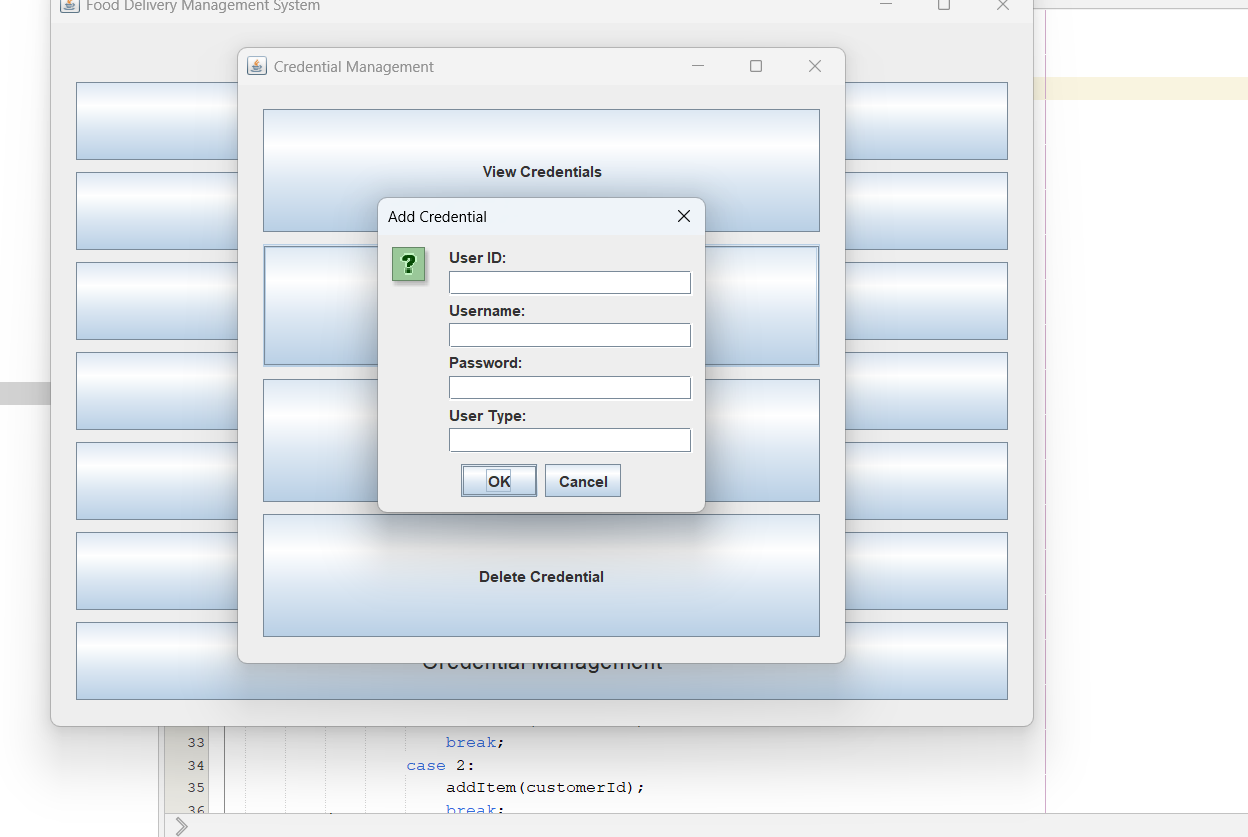 Food Delivery Management System
Credential Management
View Credentials
Add Credential
?
User ID:
Username:
Password:
User Type:
OK
Cancel
Delete Credential
Credential Management
33 break;
34 case 2:
35 addItem(customerId);
36 break;